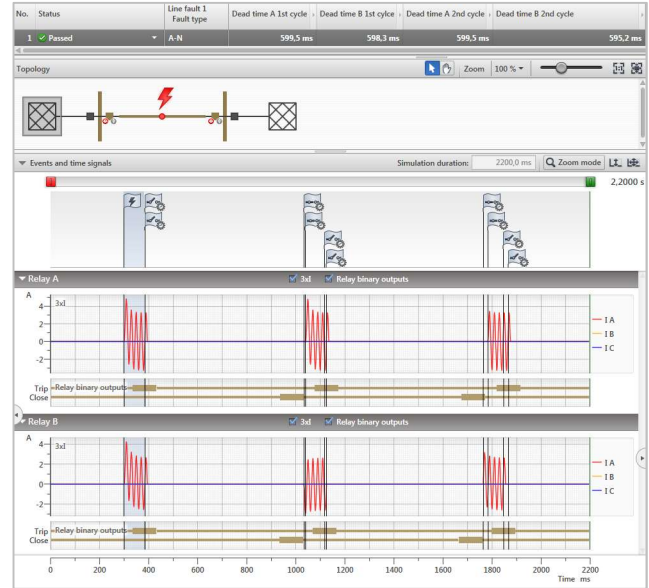 No. Status Line fault 1 Fault type Dead time A 1st cycle Dead time B 1st cylce Dead time A 2nd cycle Dead time B 2nd cycle
1 Passed A-N 599,5 ms 598,3 ms 599,5 ms 595,2 ms
Topology Zoom 100 %
Events and time signals Simulation duration: 2200,0 ms Zoom mode
2,2000 s
Relay A 3xI Relay binary outputs
A
3xI
4
2
0
-2
I A
I B
I C
Trip Relay binary outputs
Close
Relay B 3xI Relay binary outputs
A
3xI
4
2
0
-2
I A
I B
I C
Trip Relay binary outputs
Close
0 200 400 600 800 1000 1200 1400 1600 1800 2000 2200
Time ms